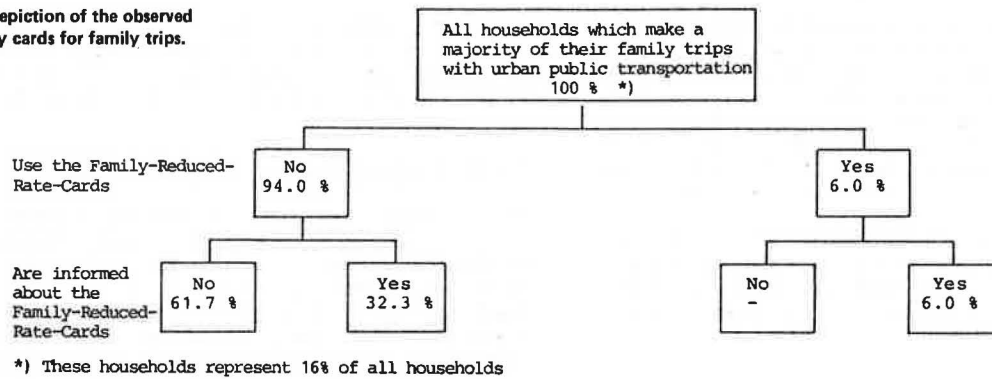 epiction of the observed
y cards for family trips.
All households which make a
majority of their family trips
with urban public transportation
100 % *)
Use the Family-Reduced-
Rate-Cards
No
94.0 %
Yes
6.0 %
Are informed
about the
Family-Reduced-
Rate-Cards
No
61.7 %
Yes
32.3 %
No
-
Yes
6.0 %
*) These households represent 16% of all households